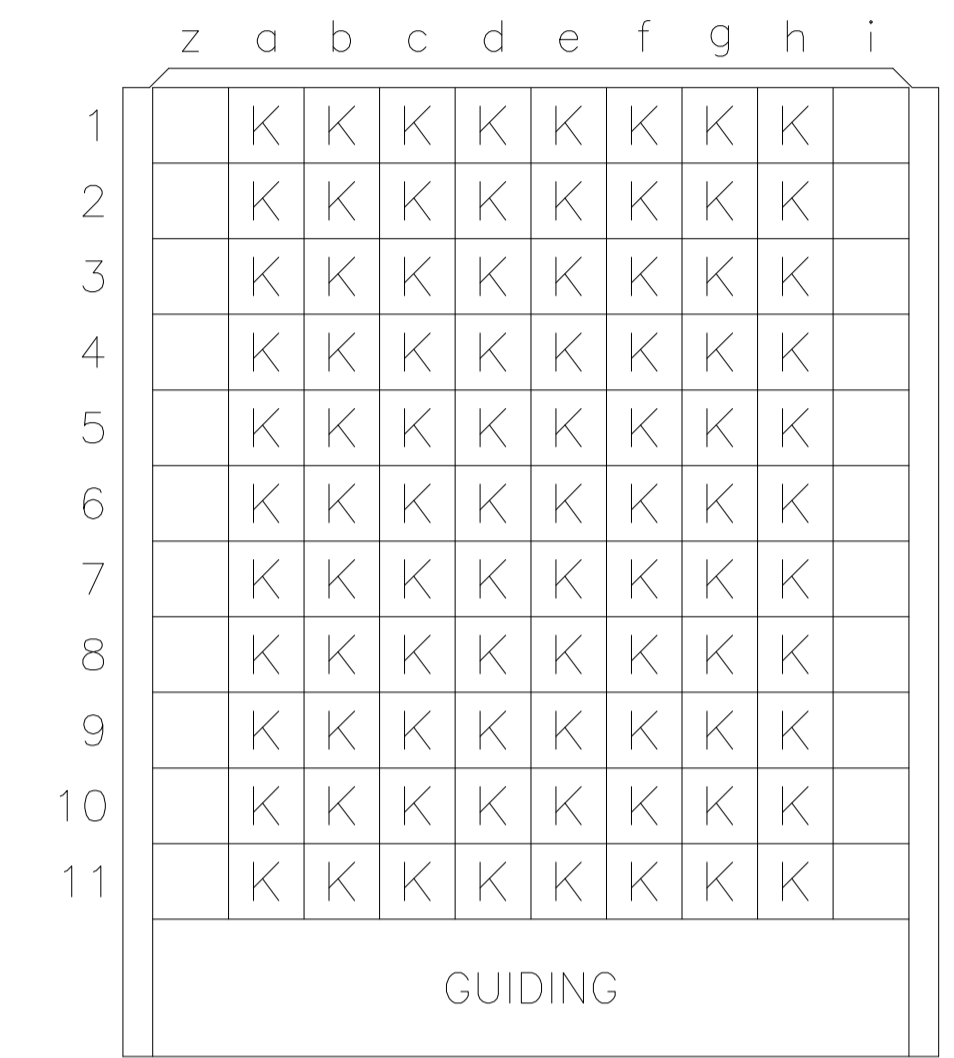 z a b c d e f g h i
1 K K K K K K K K
2 K K K K K K K K
3 K K K K K K K K
4 K K K K K K K K
5 K K K K K K K K
6 K K K K K K K K
7 K K K K K K K K
8 K K K K K K K K
9 K K K K K K K K
10 K K K K K K K K
11 K K K K K K K K
GUIDING